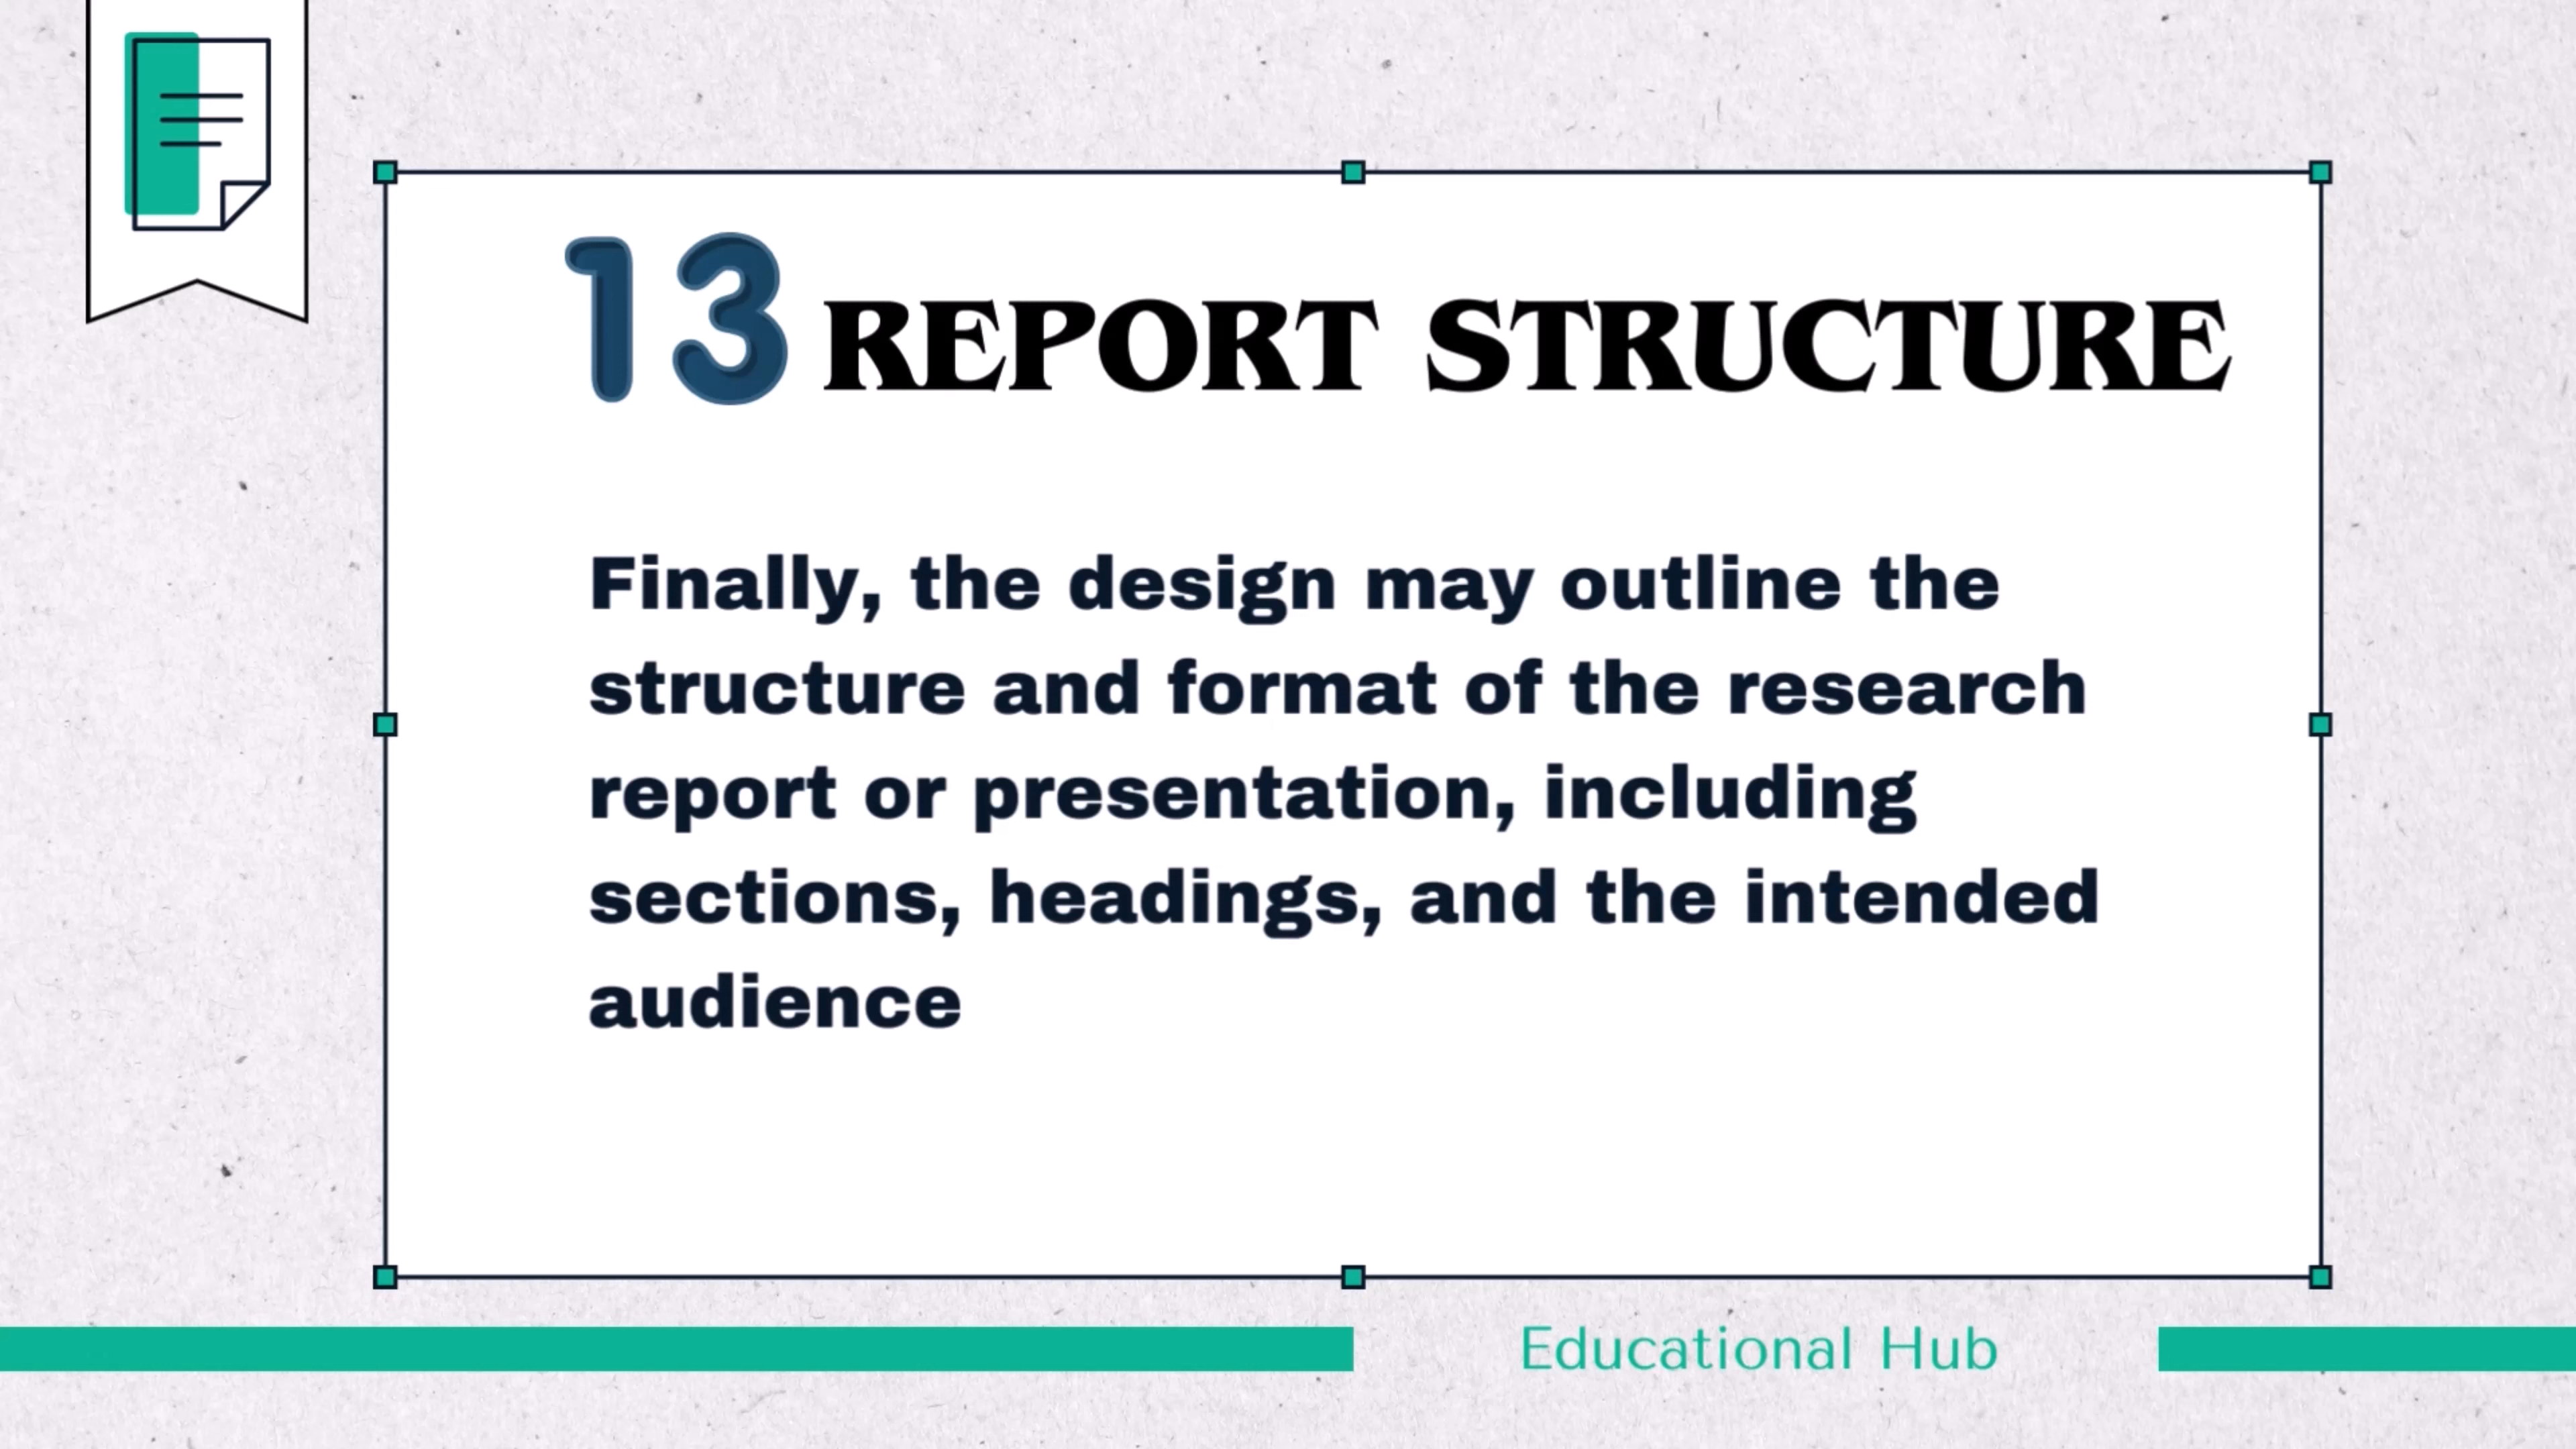 13 REPORT STRUCTURE
Finally, the design may outline the
structure and format of the research
report or presentation, including
sections, headings, and the intended
audience
Educational Hub